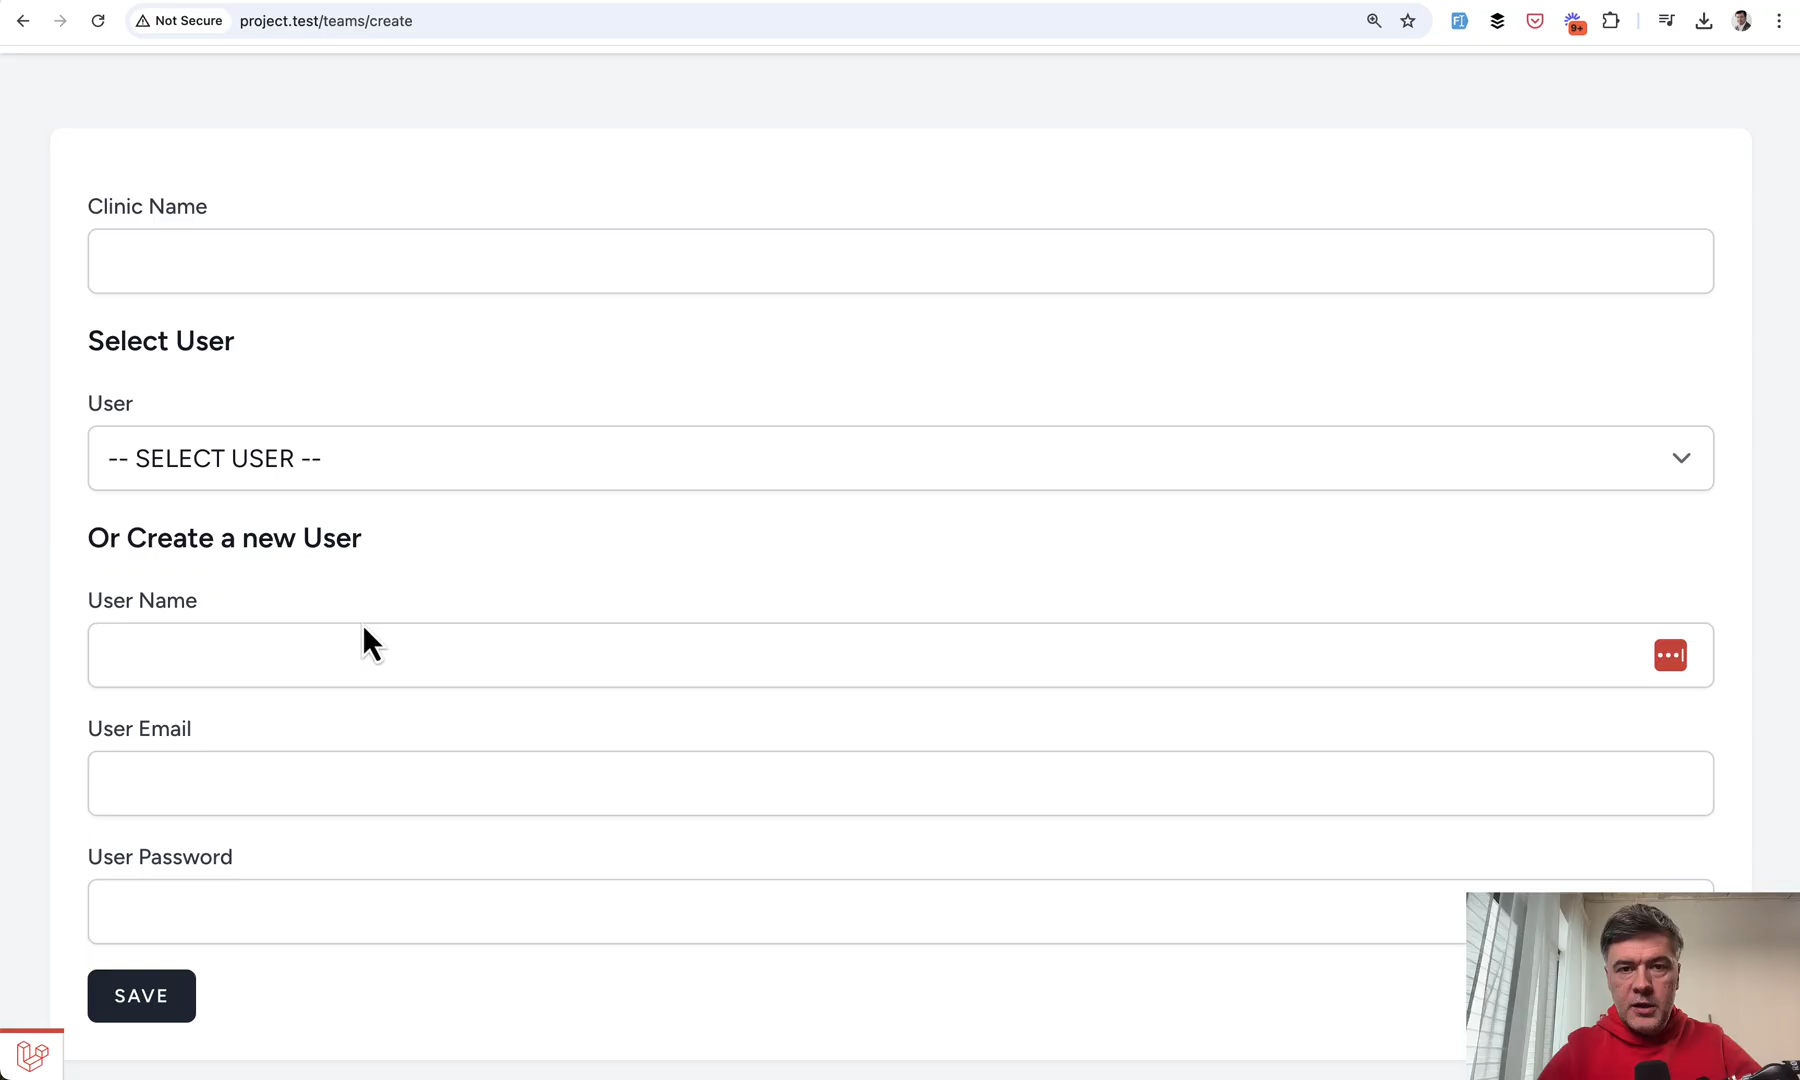 Not Secure
project.test/teams/create
9+
Clinic Name
Select User
User
-- SELECT USER --
Or Create a new User
User Name
User Email
User Password
SAVE